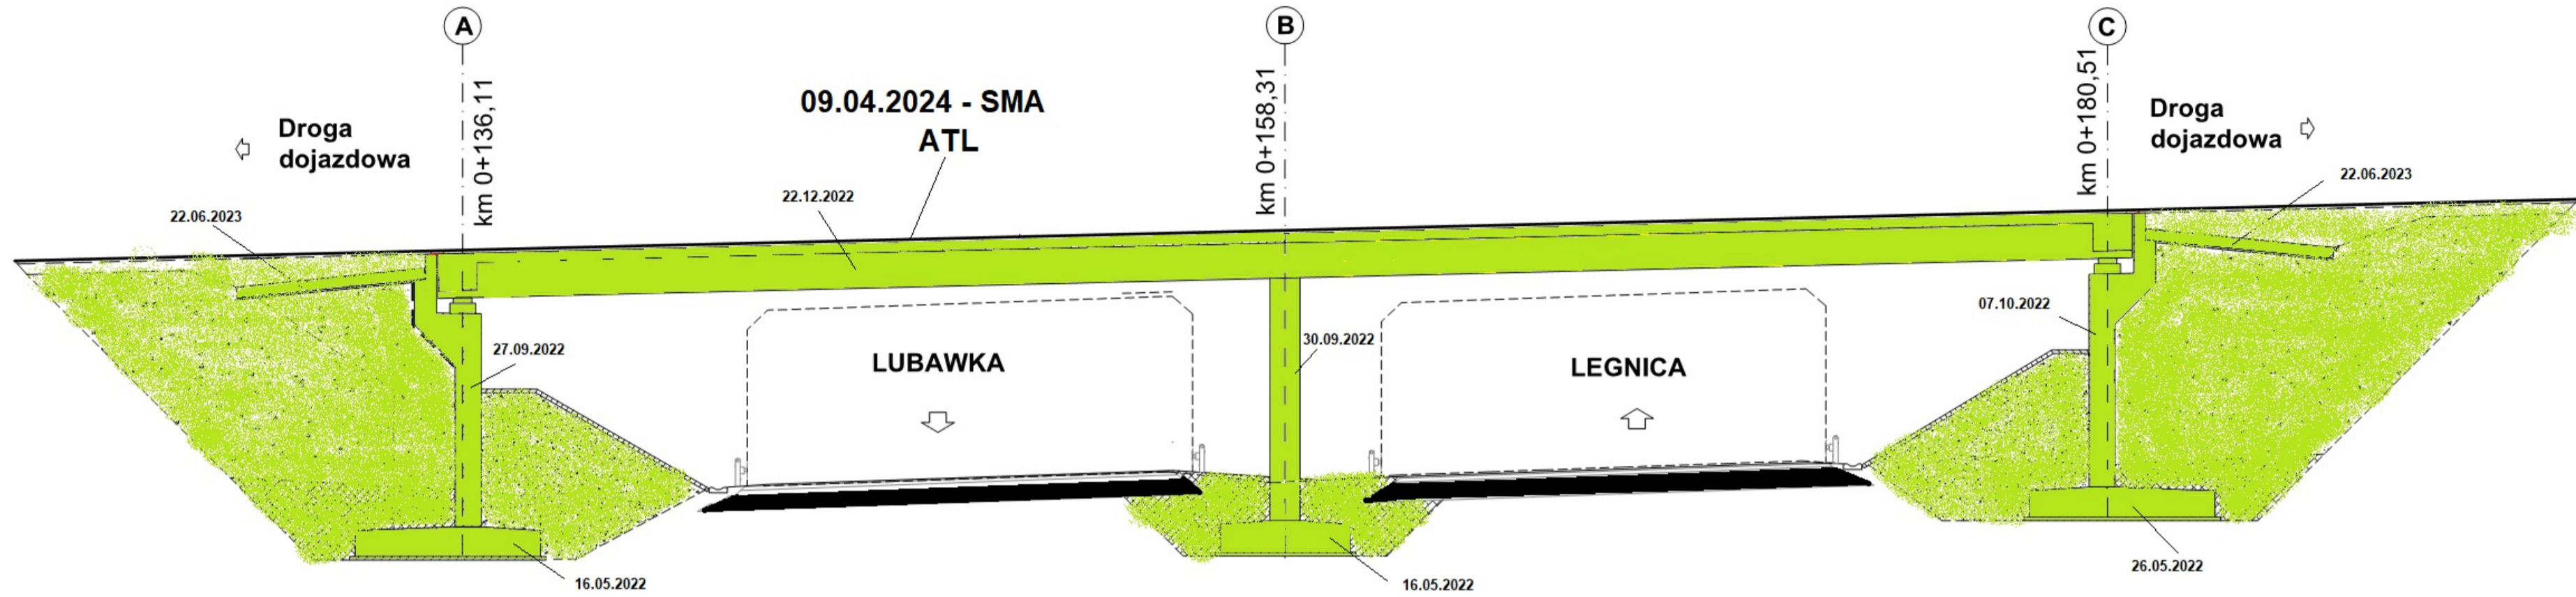 A
B
C
km 0+136,11
km 0+158,31
km 0+180,51
09.04.2024 - SMA
ATL
Droga
dojazdowa
Droga
dojazdowa
22.06.2023
22.12.2022
22.06.2023
27.09.2022
LUBAWKA
30.09.2022
LEGNICA
07.10.2022
16.05.2022
16.05.2022
26.05.2022